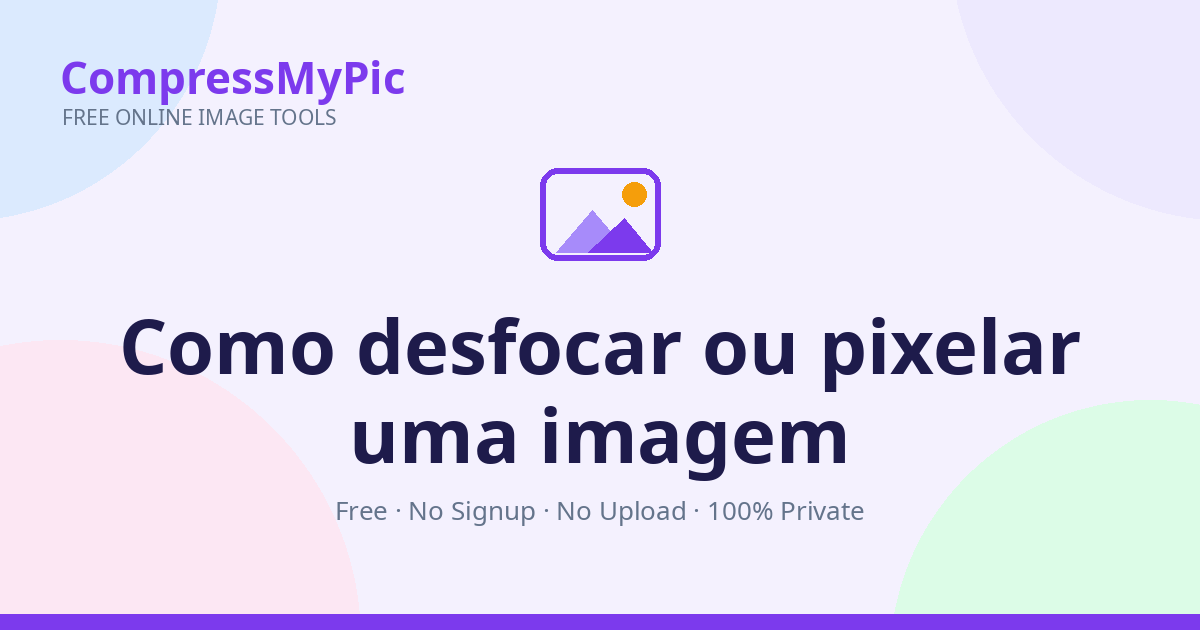 CompressMyPic
FREE ONLINE IMAGE TOOLS
Como desfocar ou pixelar
uma imagem
Free · No Signup · No Upload · 100% Private